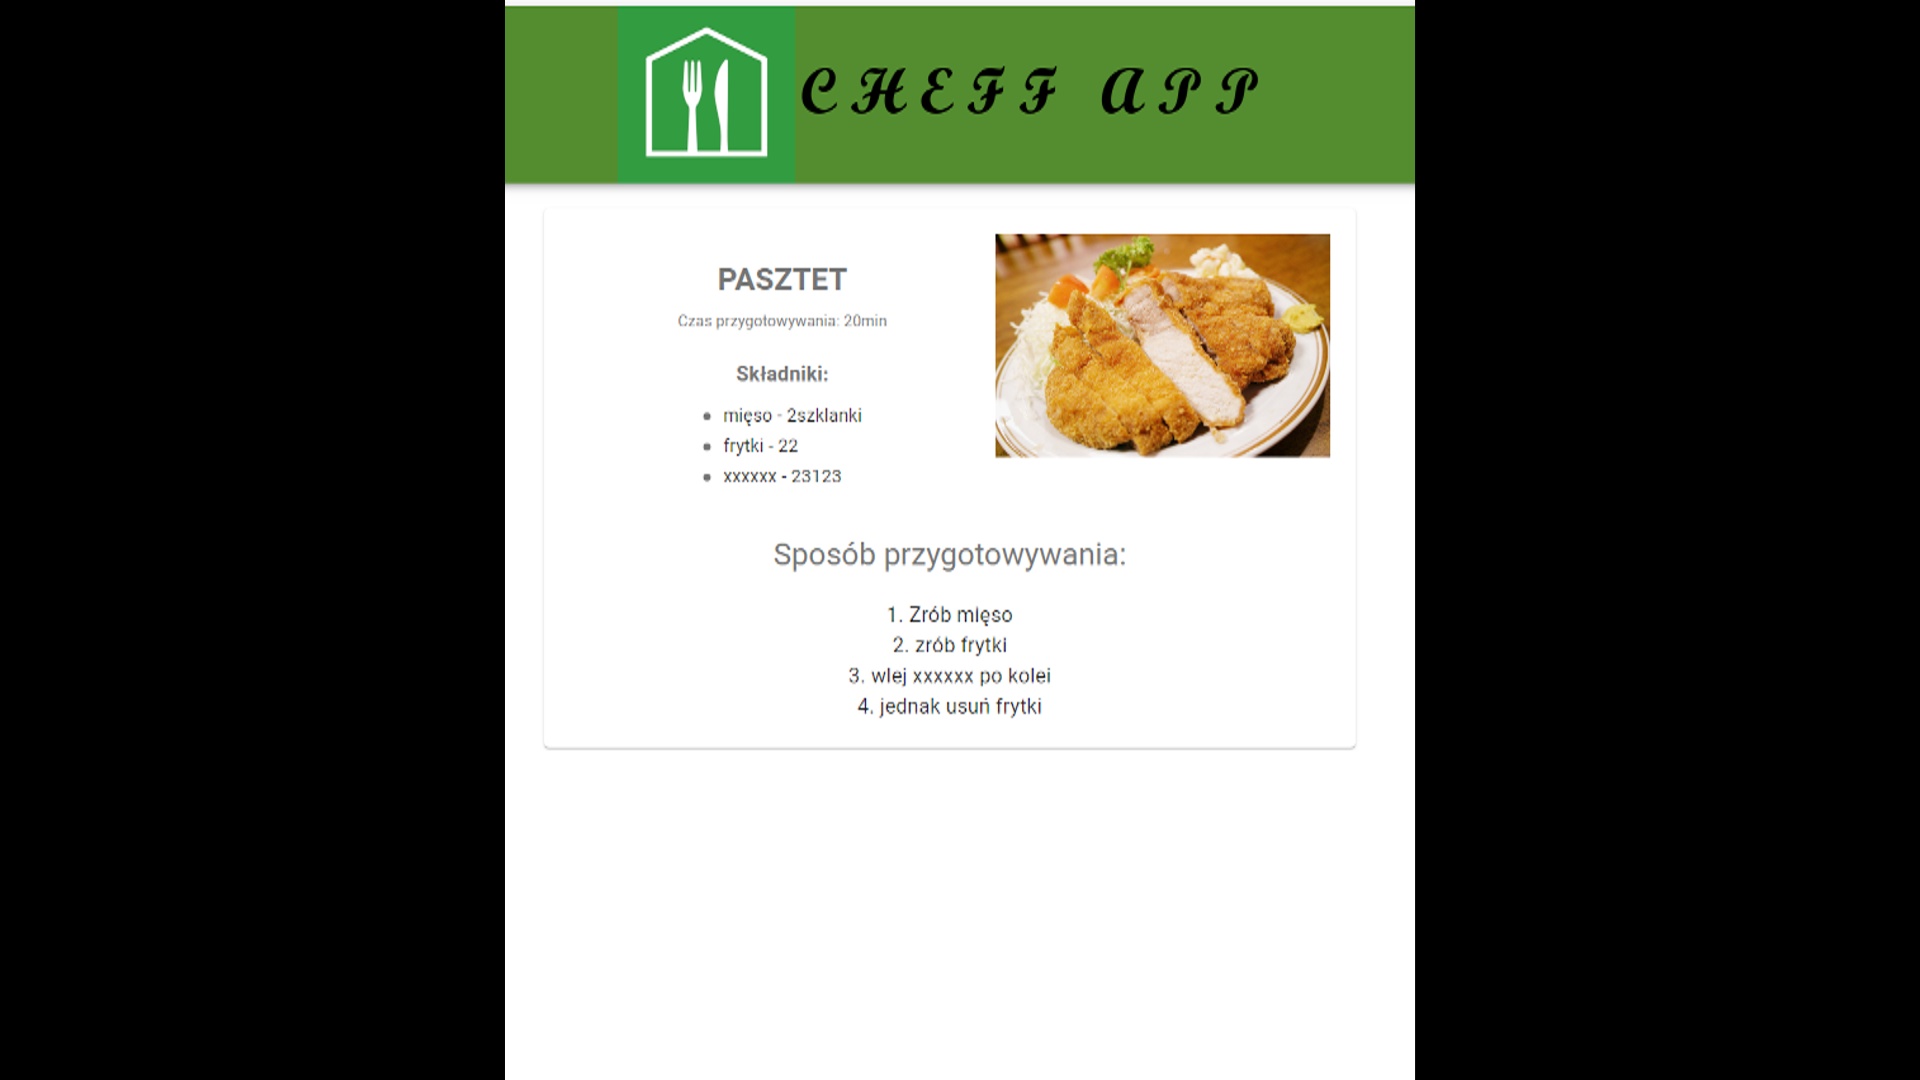 CHEFF APP
PASZTET
Czas przygotowywania: 20min
Składniki:
mięso - 2szklanki
frytki - 22
xxxxxx - 23123
Sposób przygotowywania:
1. Zrób mięso
2. zrób frytki
3. wlej xxxxxx po kolei
4. jednak usuń frytki